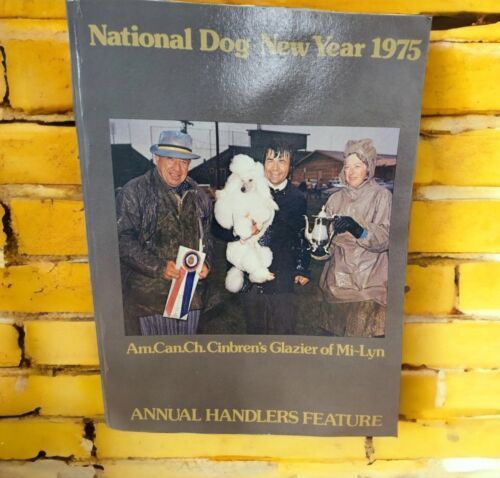 National Dog New Year 1975
Am.Can.Ch. Cinbren's Glazier of Mi-Lyn
ANNUAL HANDLERS FEATURE